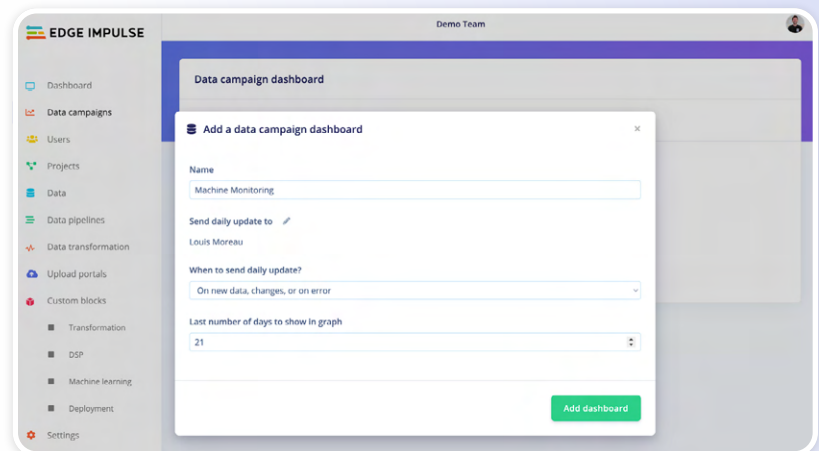 EDGE IMPULSE
Demo Team
Dashboard
Data campaigns
Users
Projects
Data
Data pipelines
Data transformation
Upload portals
Custom blocks
Transformation
DSP
Machine learning
Deployment
Settings
Data campaign dashboard
Add a data campaign dashboard
×
Name
Machine Monitoring
Send daily update to
Louis Moreau
When to send daily update?
On new data, changes, or on error
Last number of days to show in graph
21
Add dashboard